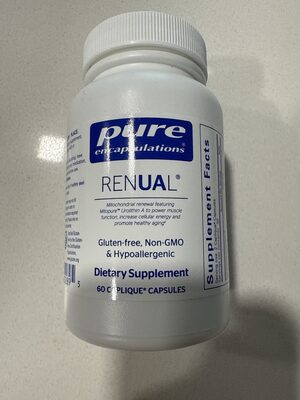 pure
encapsulations®
RENUAL®
Mitochondrial renewal featuring
Mitopure™ Urolithin A to power muscle
function, increase cellular energy and
promote healthy aging‡
Gluten-free, Non-GMO
& Hypoallergenic
Dietary Supplement
60 CAPLIQUE® CAPSULES
Supplement Facts